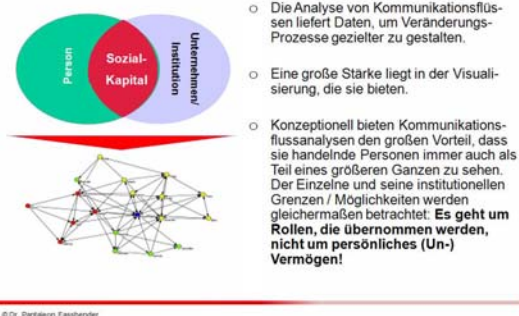 Person
Sozial-
Kapital
Unternehmen/
Institution
○ Die Analyse von Kommunikationsflüs-
sen liefert Daten, um Veränderungs-
Prozesse gezielter zu gestalten.
○ Eine große Stärke liegt in der Visuali-
sierung, die sie bieten.
○ Konzeptionell bieten Kommunikations-
flussanalysen den großen Vorteil, dass
sie handelnde Personen immer auch als
Teil eines größeren Ganzen zu sehen.
Der Einzelne und seine institutionellen
Grenzen / Möglichkeiten werden
gleichermaßen betrachtet: Es geht um
Rollen, die übernommen werden,
nicht um persönliches (Un-)
Vermögen!
© Dr. Pantaleon Fassbender